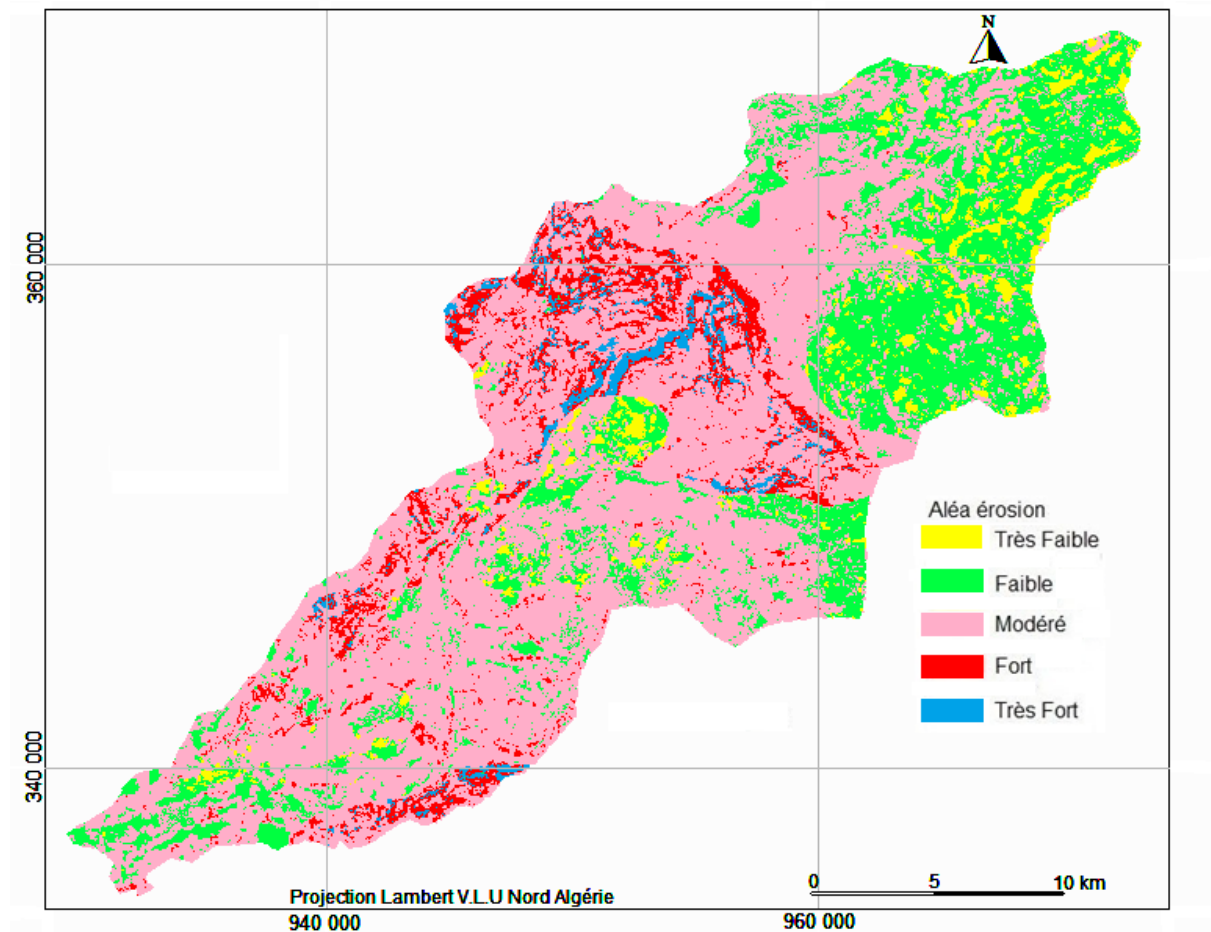 N
360 000
Aléa érosion
Très Faible
Faible
Modéré
Fort
Très Fort
340 000
0 5 10 km
Projection Lambert V.L.U Nord Algérie
940 000 960 000